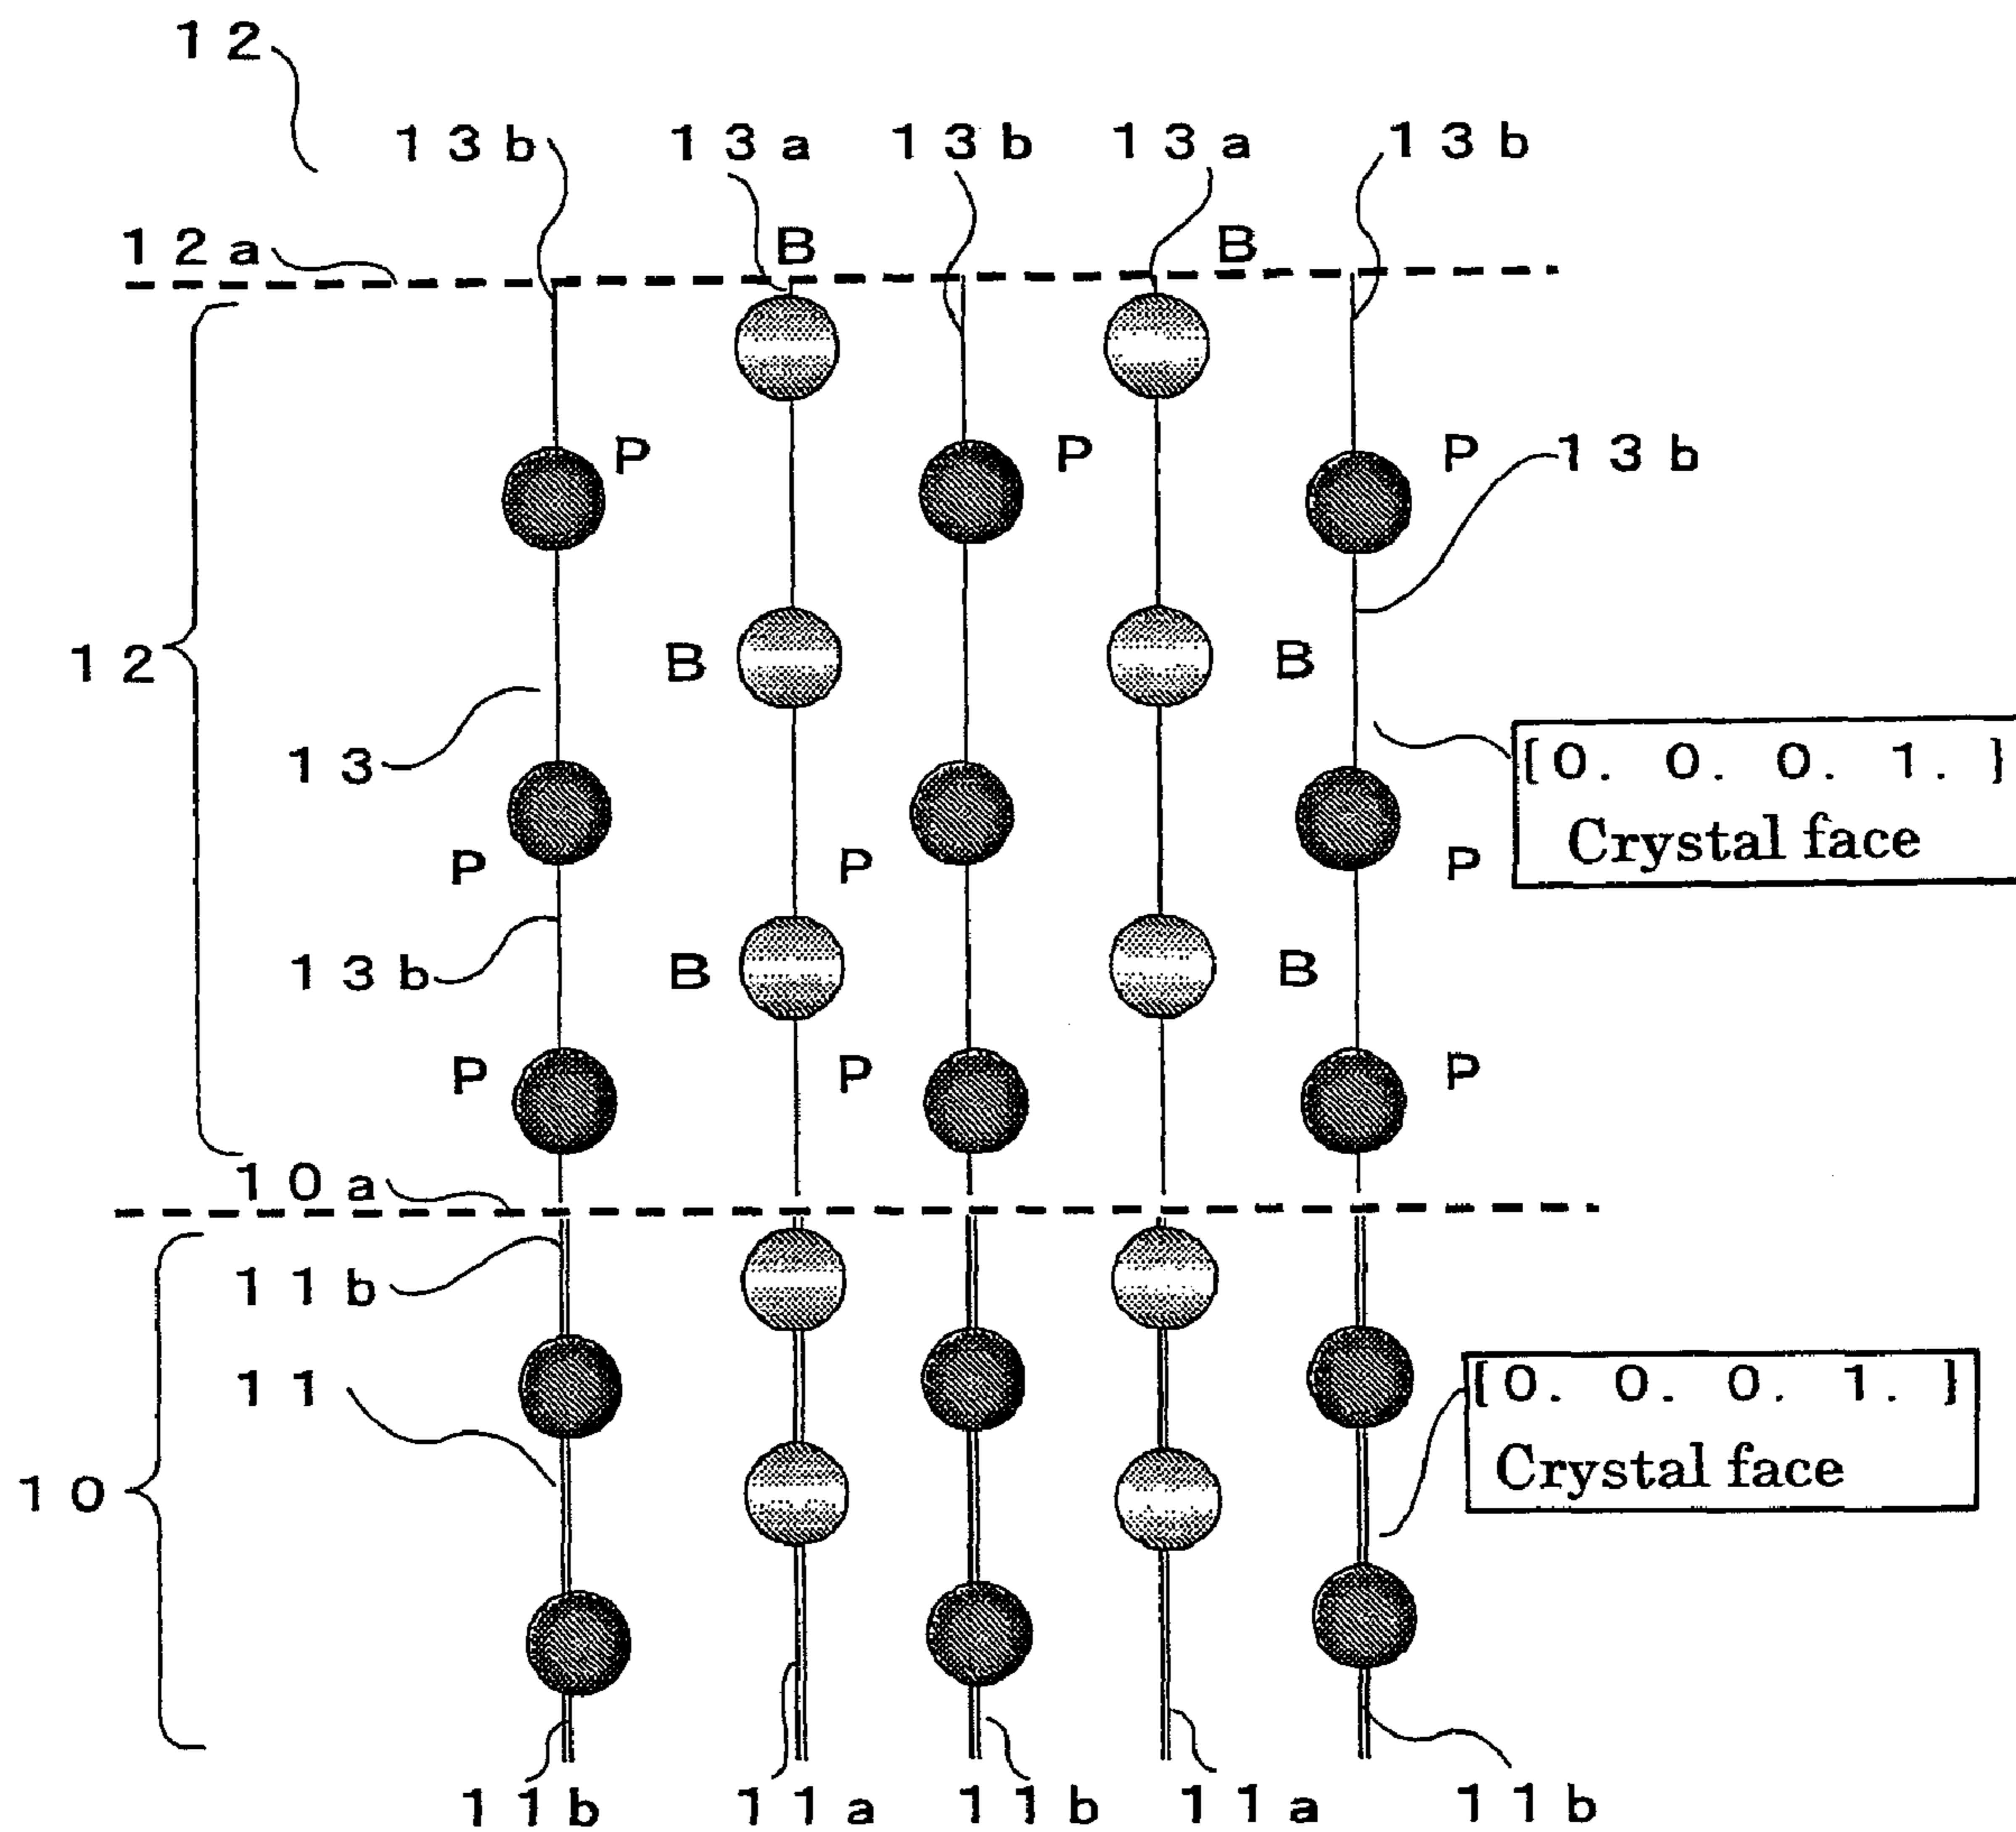 12
13b 13a 13b 13a 13b
12a B B
P P P 13b
12 B B
13 [0. 0. 0. 1. ]
Crystal face
P P P
13b B B
P P P
10a
11b
11 [0. 0. 0. 1. ]
Crystal face
10
11b 11a 11b 11a 11b